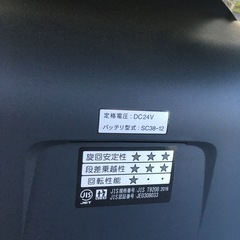 定格電圧：DC24V
バッテリ型式：SC38-12
旋回安定性 ★ ★ ★
段差乗越性 ★ ★ ★
回転性能 ★ ・ ・
JIS規格番号 JIS T9208 2016
JIS認証番号 JE0308033
JIS
JET